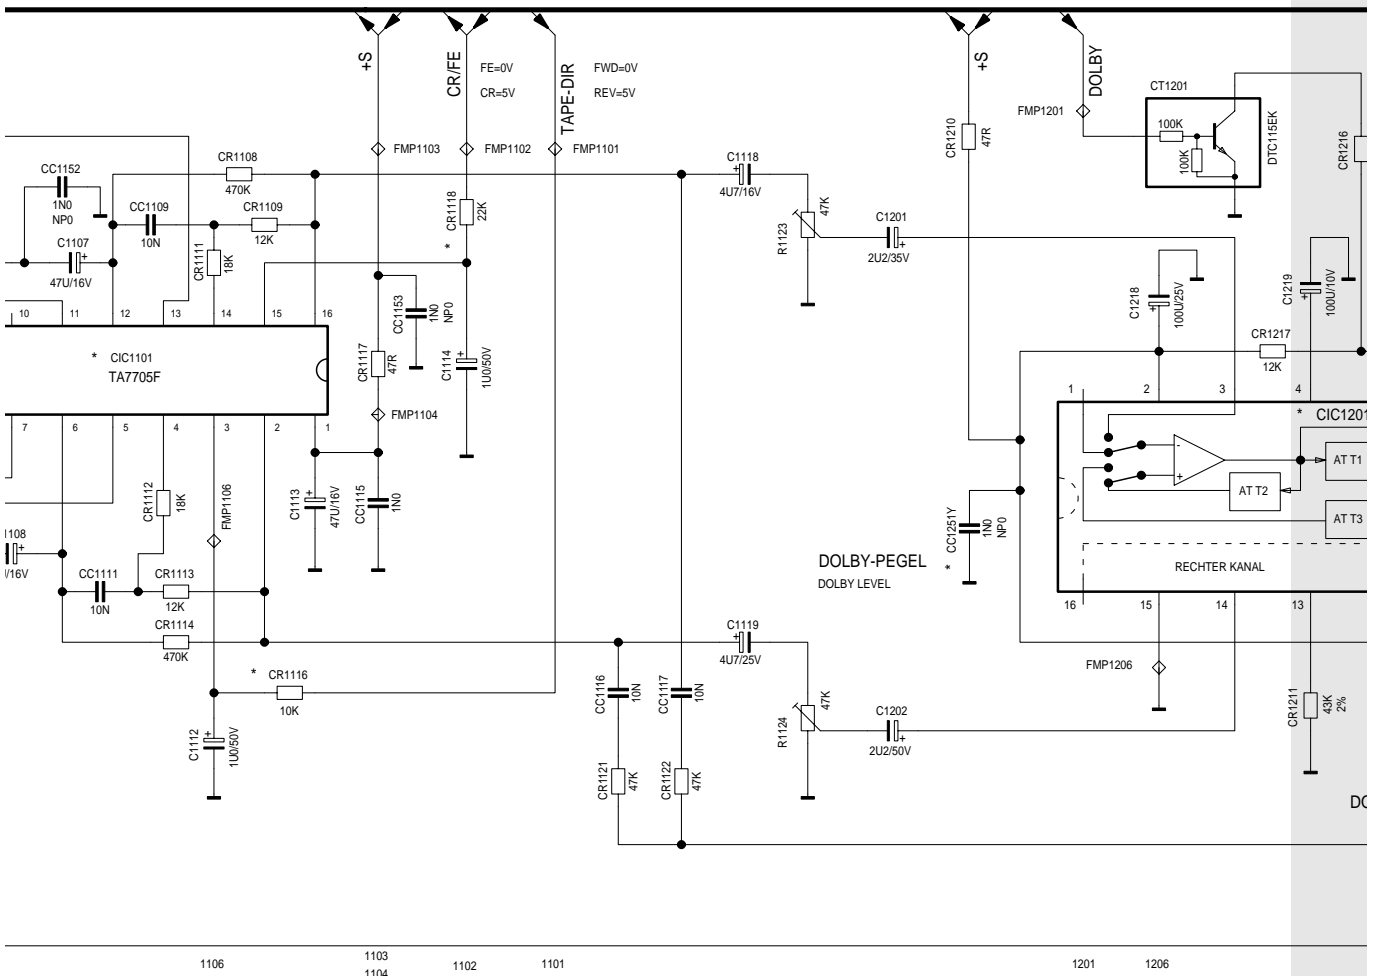 +S
CR/FE
FE=0V
CR=5V
TAPE-DIR
FWD=0V
REV=5V
+S
DOLBY
FMP1201
CT1201
100K
100K
DTC115EK
CR1210
47R
CR1216
FMP1103
FMP1102
FMP1101
CC1152
1N0
NP0
CR1108
470K
CC1109
10N
CR1109
12K
C1107
47U/16V
CR1111
18K
CR1118
22K
*
C1118
4U7/16V
R1123
47K
C1201
2U2/35V
C1218
100U/25V
C1219
100U/10V
CR1217
12K
10
11
12
13
14
15
16
* CIC1101
TA7705F
7
6
5
4
3
2
1
CC1153
1N0
NP0
CR1117
47R
C1114
1U0/50V
FMP1104
1
2
3
4
* CIC1201
AT T1
AT T2
AT T3
-
+
RECHTER KANAL
16
15
14
13
CR1112
18K
FMP1106
C1113
47U/16V
CC1115
1N0
CC1251Y
1N0
NP0
*
DOLBY-PEGEL
DOLBY LEVEL
1108
/16V
CC1111
10N
CR1113
12K
CR1114
470K
* CR1116
10K
C1112
1U0/50V
C1119
4U7/25V
CC1116
10N
CC1117
10N
R1124
47K
C1202
2U2/50V
FMP1206
CR1211
43K
2%
CR1121
47K
CR1122
47K
1106
1103
1104
1102
1101
1201
1206